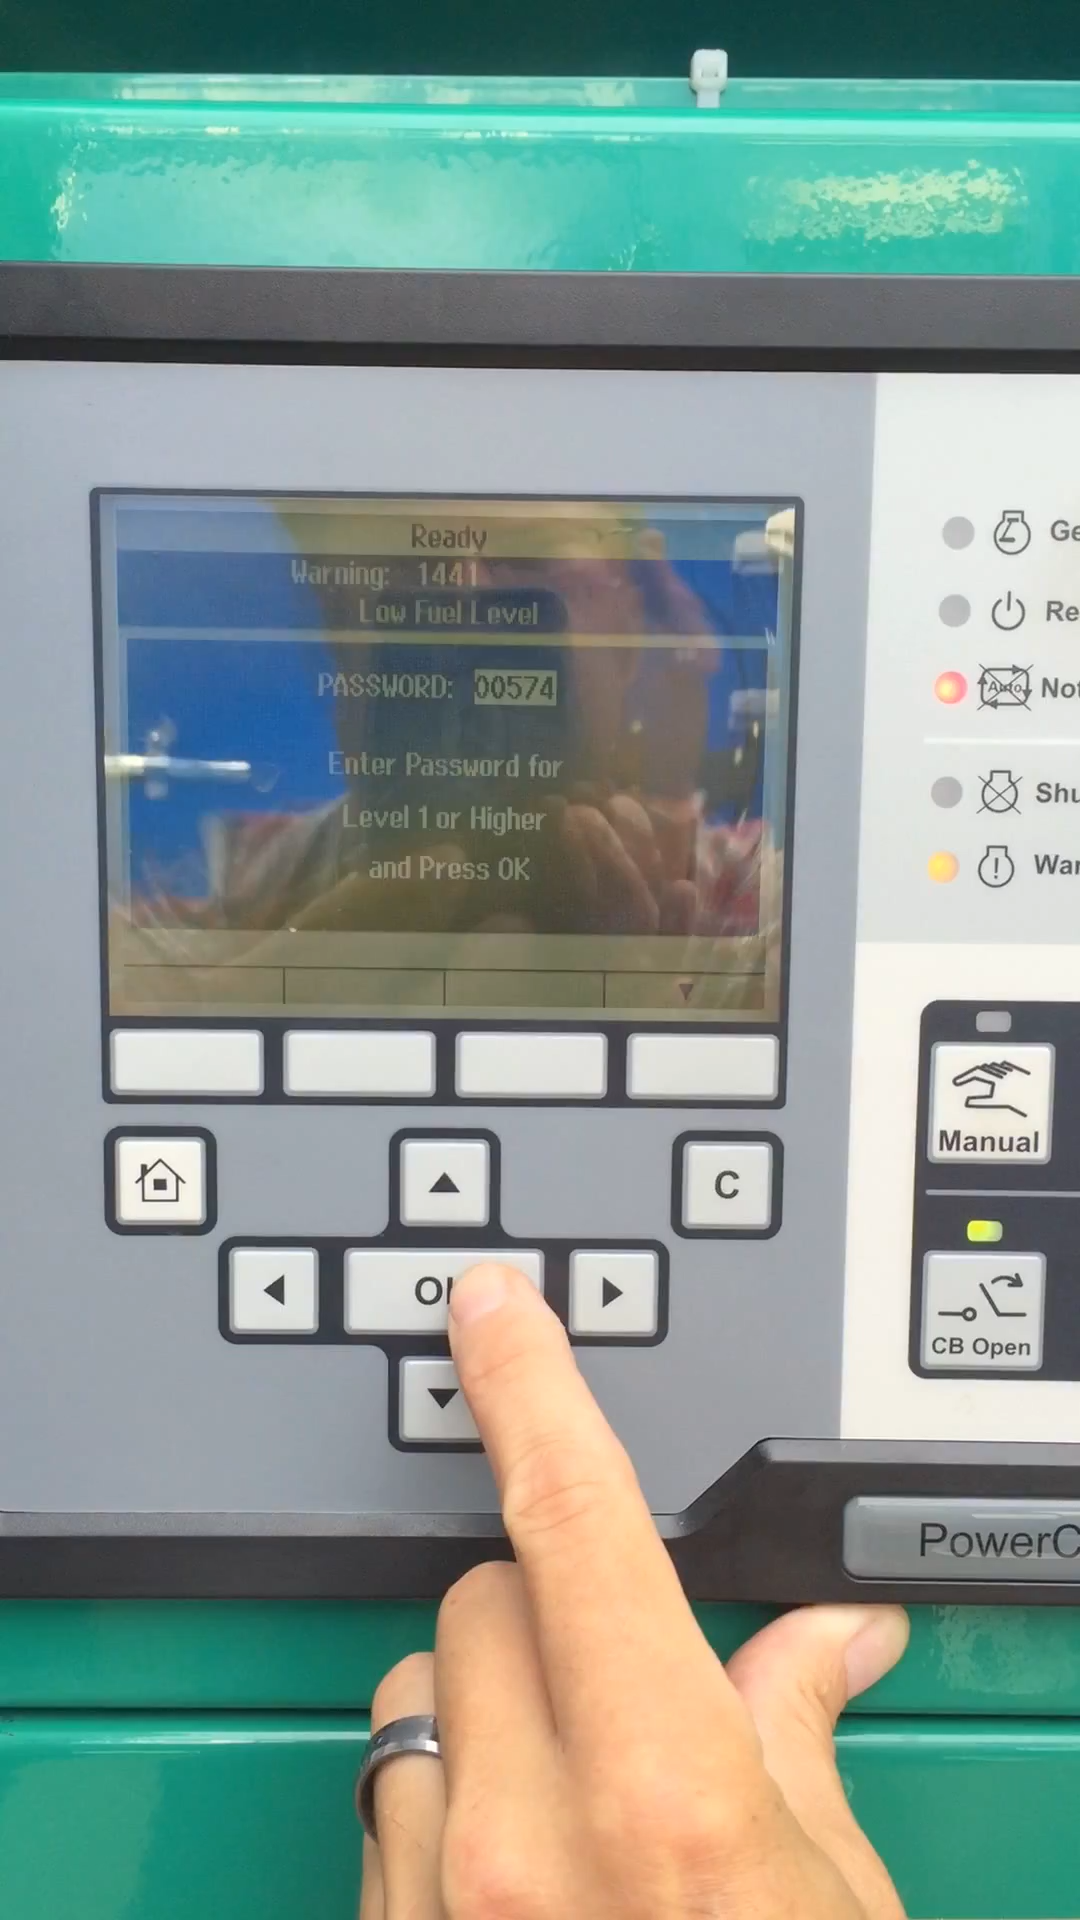 Ready
Warning: 1441
Low Fuel Level
PASSWORD: 00574
Enter Password for
Level 1 or Higher
and Press OK
Auto
C
Manual
CB Open